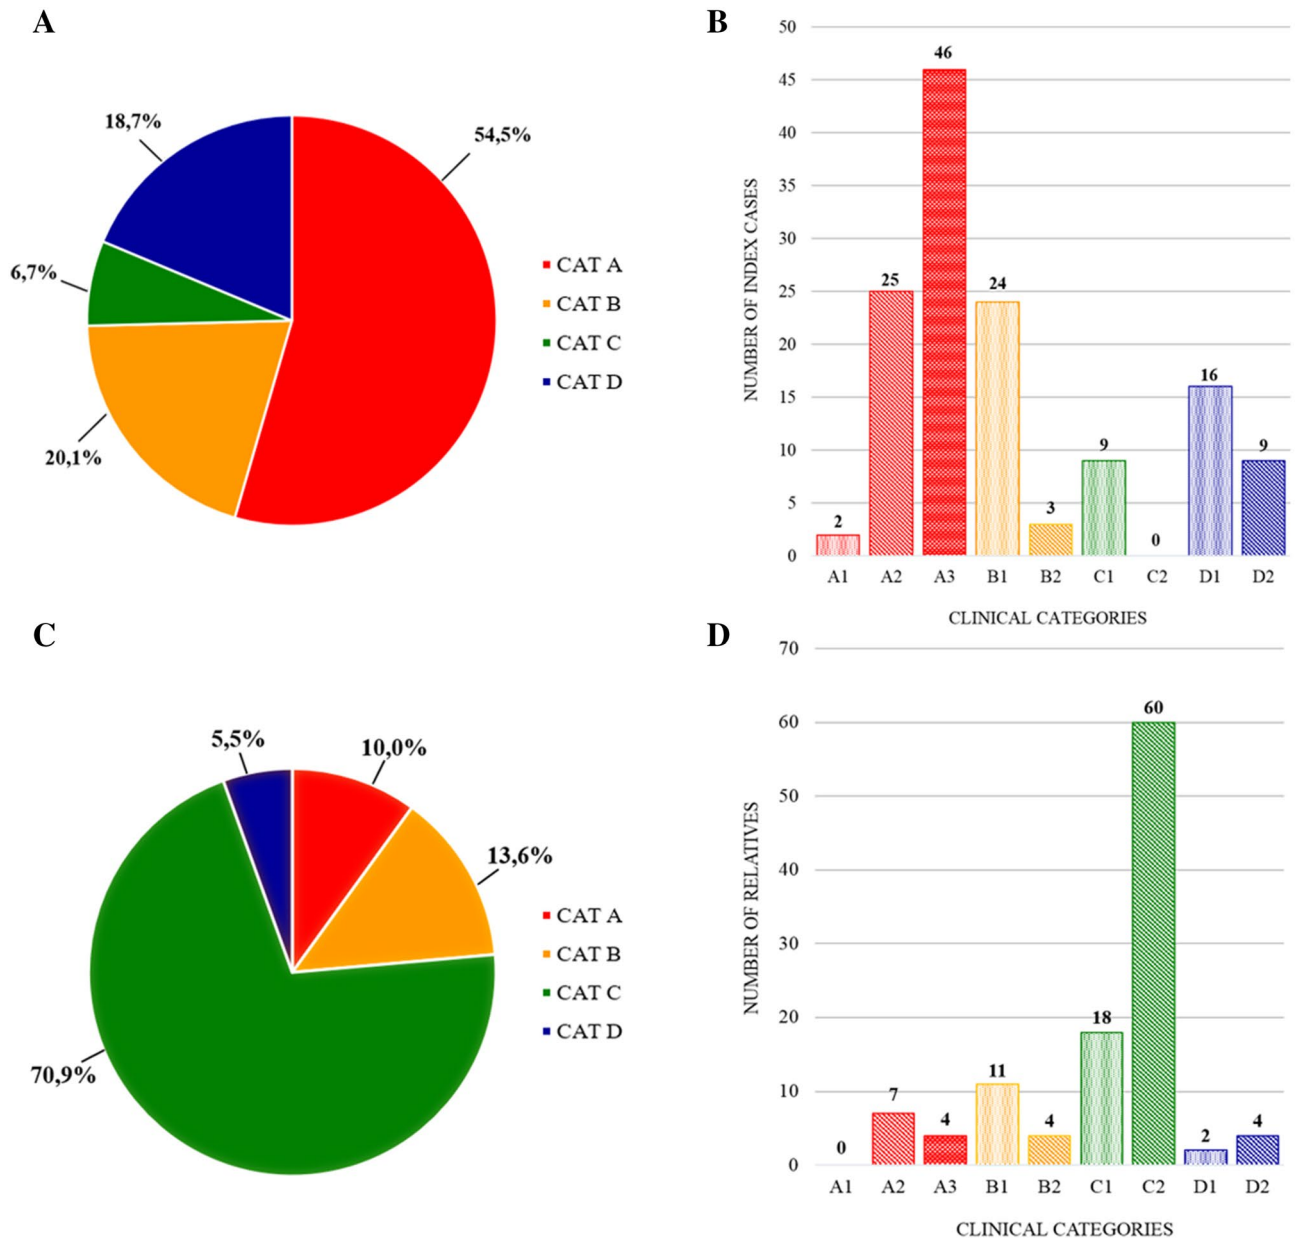 A
18,7%
54,5%
6,7%
20,1%
CAT A
CAT B
CAT C
CAT D
B
NUMBER OF INDEX CASES
50
45
40
35
30
25
20
15
10
5
0
2
25
46
24
3
9
0
16
9
A1 A2 A3 B1 B2 C1 C2 D1 D2
CLINICAL CATEGORIES
C
5,5%
10,0%
13,6%
70,9%
CAT A
CAT B
CAT C
CAT D
D
NUMBER OF RELATIVES
70
60
50
40
30
20
10
0
0
7
4
11
4
18
60
2
4
A1 A2 A3 B1 B2 C1 C2 D1 D2
CLINICAL CATEGORIES